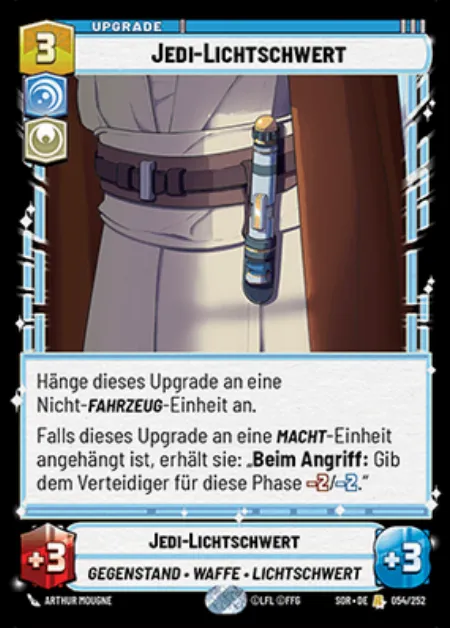 UPGRADE
3
JEDI-LICHTSCHWERT
Hänge dieses Upgrade an eine
Nicht-FAHRZEUG-Einheit an.
Falls dieses Upgrade an eine MACHT-Einheit
angehängt ist, erhält sie: „Beim Angriff: Gib
dem Verteidiger für diese Phase -2/-2.“
+3
JEDI-LICHTSCHWERT
GEGENSTAND • WAFFE • LICHTSCHWERT
+3
ARTHUR MOUGNE
©LFL ©FFG
SOR • DE
054/252